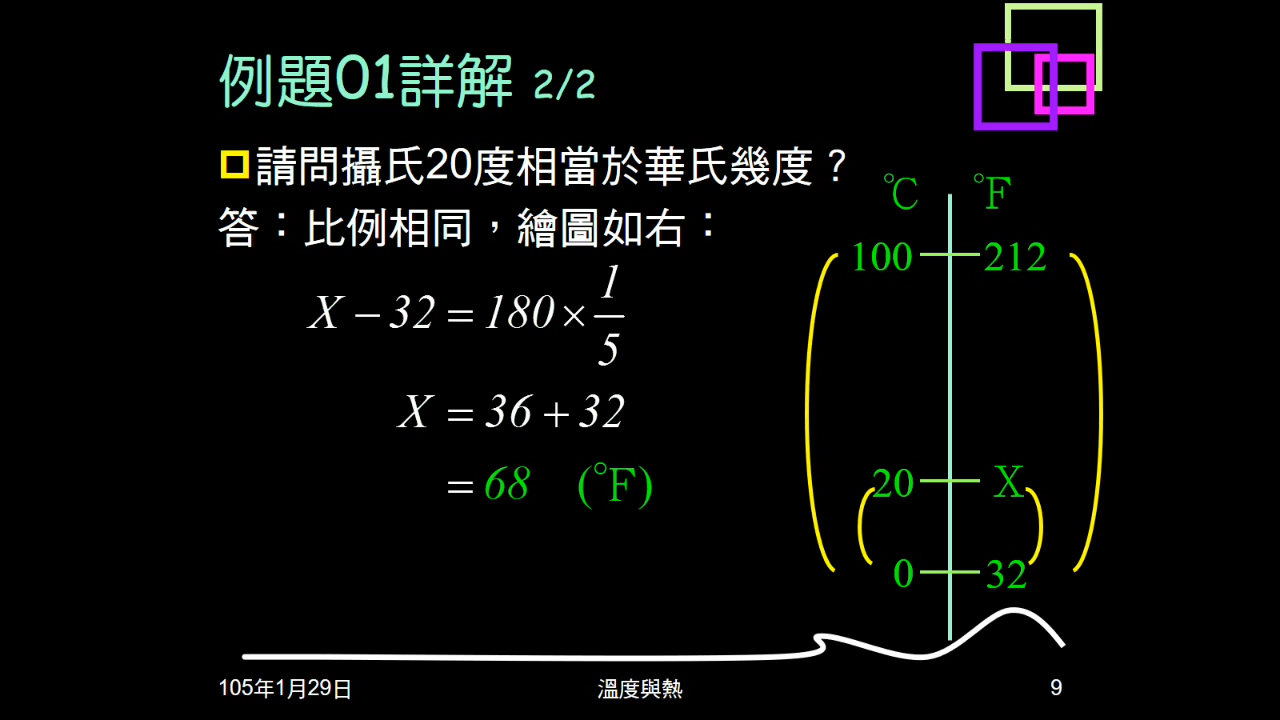 例題01詳解 2/2
請問攝氏20度相當於華氏幾度？
答：比例相同，繪圖如右：
X − 32 = 180 × 1/5
X = 36 + 32
= 68 (°F)
°C °F
100 212
20 X
0 32
105年1月29日 溫度與熱 9